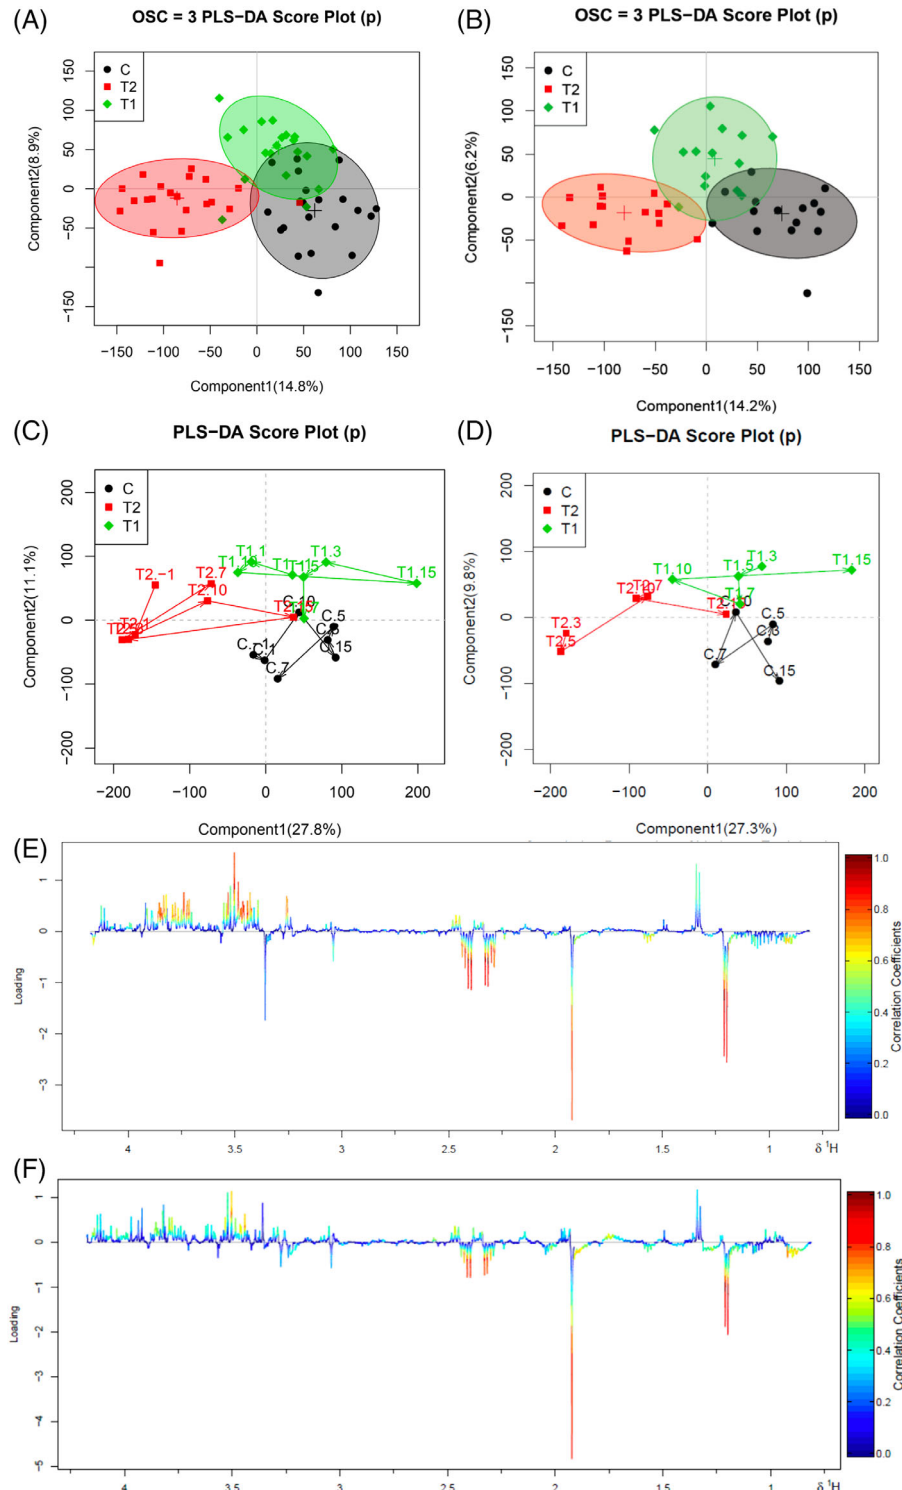 (A)
OSC = 3 PLS−DA Score Plot (p)
C
T2
T1
Component2(8.9%)
150
100
50
0
−50
−150
−150
−100
−50
0
50
100
150
Component1(14.8%)
(B)
OSC = 3 PLS−DA Score Plot (p)
C
T2
T1
Component2(6.2%)
150
100
50
0
−50
−150
−150
−100
−50
0
50
100
150
Component1(14.2%)
(C)
PLS−DA Score Plot (p)
C
T2
T1
Component2(11.1%)
200
100
0
−100
−200
T1.1
T1.3
T1.15
T2.−1
T2.7
T2.10
C.10
C.5
C.15
C.1
C.7
−200
−100
0
100
200
Component1(27.8%)
(D)
PLS−DA Score Plot (p)
C
T2
T1
Component2(9.8%)
200
100
0
−100
−200
T1.10
T1.5
T1.3
T1.15
T2.7
T2.3
T2.5
C.10
C.5
C.3
C.7
C.15
−200
−100
0
100
200
Component1(27.3%)
(E)
Loading
1
0
−1
−2
−3
4
3.5
3
2.5
2
1.5
1
δ ¹H
1.0
0.8
0.6
0.4
0.2
0.0
Correlation Coefficients
(F)
Loading
1
0
−1
−2
−3
−4
−5
4
3.5
3
2.5
2
1.5
1
δ ¹H
1.0
0.8
0.6
0.4
0.2
0.0
Correlation Coefficients